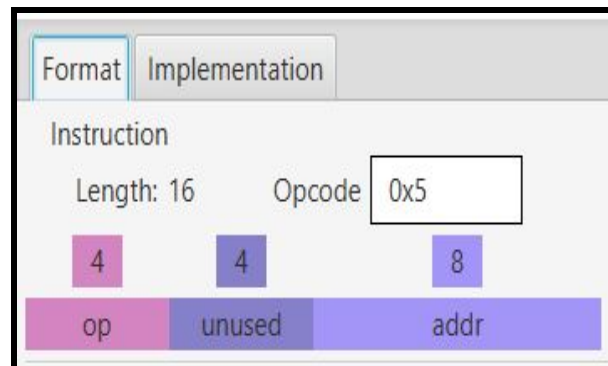 Format Implementation
Instruction
Length: 16 Opcode 0x5
4 4 8
op unused addr